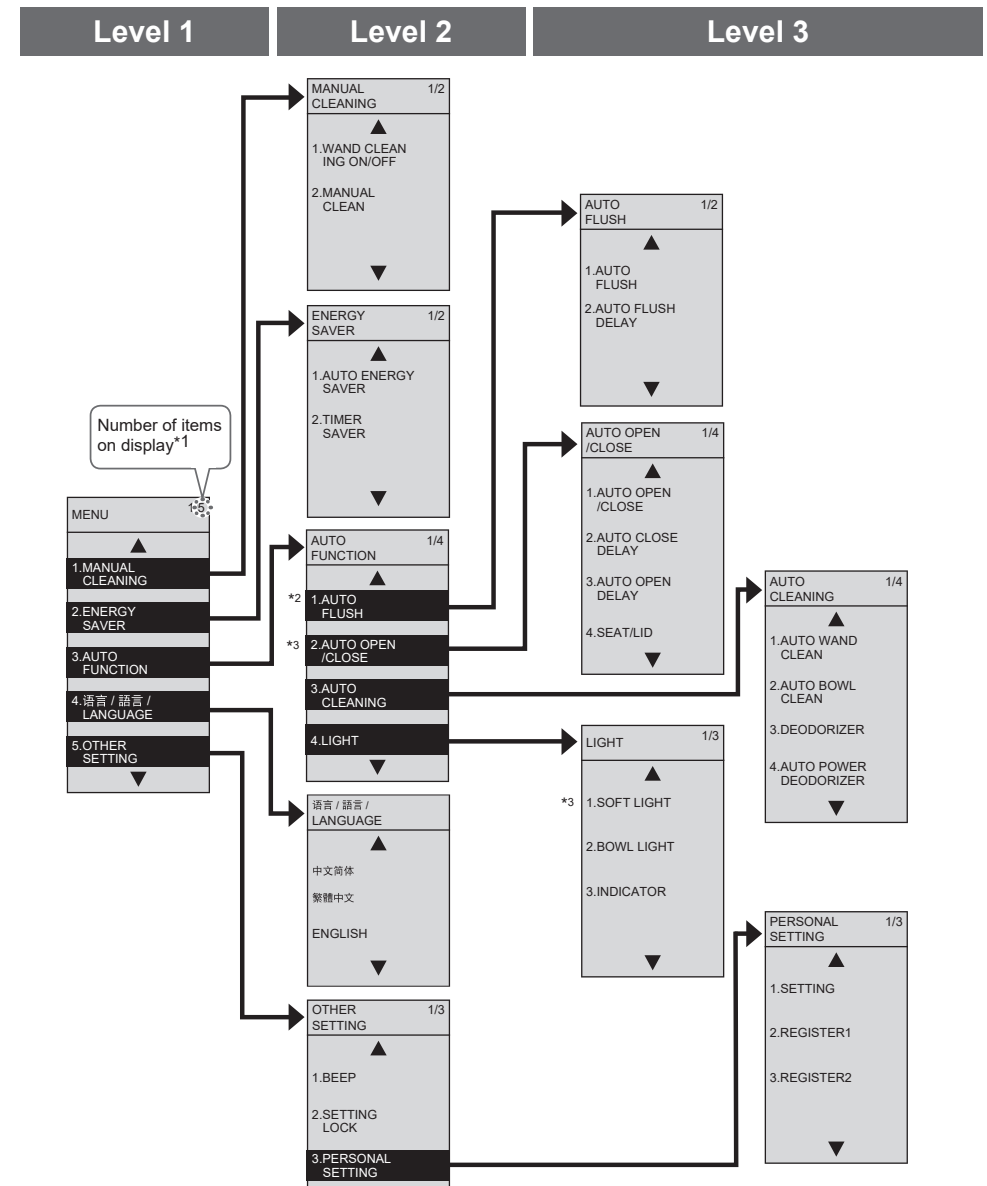 Level 1
Level 2
Level 3
MANUAL 1/2
CLEANING
1.WAND CLEAN
ING ON/OFF
2.MANUAL
CLEAN
ENERGY 1/2
SAVER
1.AUTO ENERGY
SAVER
2.TIMER
SAVER
Number of items
on display*1
MENU 1/5
1.MANUAL
CLEANING
2.ENERGY
SAVER
3.AUTO
FUNCTION
4.语言 / 語言 /
LANGUAGE
5.OTHER
SETTING
AUTO 1/4
FUNCTION
*2 1.AUTO
FLUSH
*3 2.AUTO OPEN
/CLOSE
3.AUTO
CLEANING
4.LIGHT
语言 / 語言 /
LANGUAGE
中文简体
繁體中文
ENGLISH
OTHER 1/3
SETTING
1.BEEP
2.SETTING
LOCK
3.PERSONAL
SETTING
AUTO 1/2
FLUSH
1.AUTO
FLUSH
2.AUTO FLUSH
DELAY
AUTO OPEN 1/4
/CLOSE
1.AUTO OPEN
/CLOSE
2.AUTO CLOSE
DELAY
3.AUTO OPEN
DELAY
4.SEAT/LID
LIGHT 1/3
*3 1.SOFT LIGHT
2.BOWL LIGHT
3.INDICATOR
AUTO 1/4
CLEANING
1.AUTO WAND
CLEAN
2.AUTO BOWL
CLEAN
3.DEODORIZER
4.AUTO POWER
DEODORIZER
PERSONAL 1/3
SETTING
1.SETTING
2.REGISTER1
3.REGISTER2